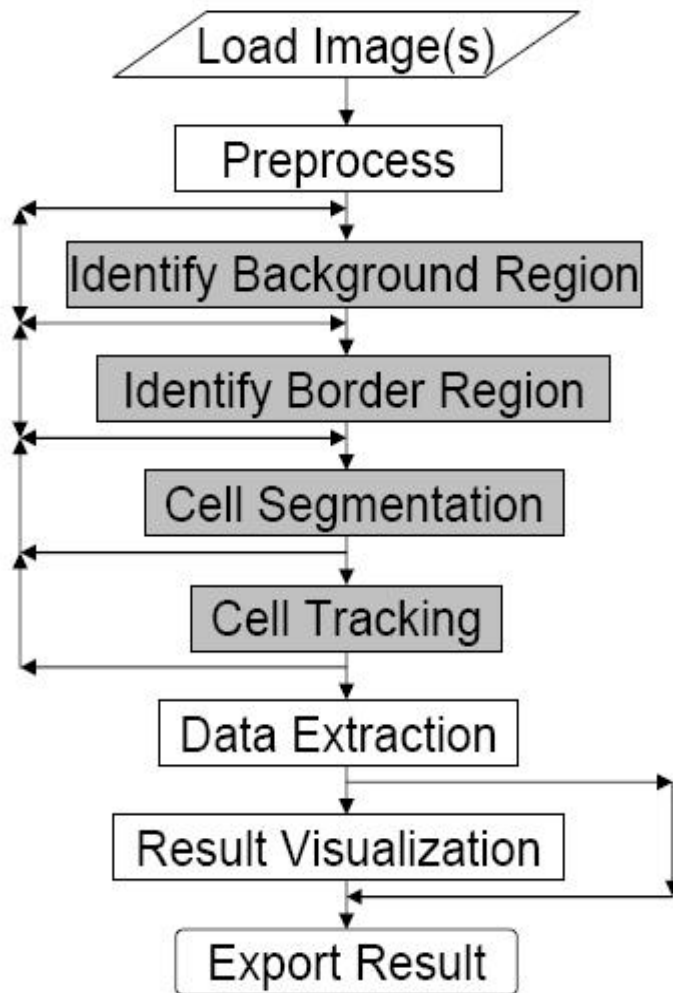 Load Image(s)
Preprocess
Identify Background Region
Identify Border Region
Cell Segmentation
Cell Tracking
Data Extraction
Result Visualization
Export Result